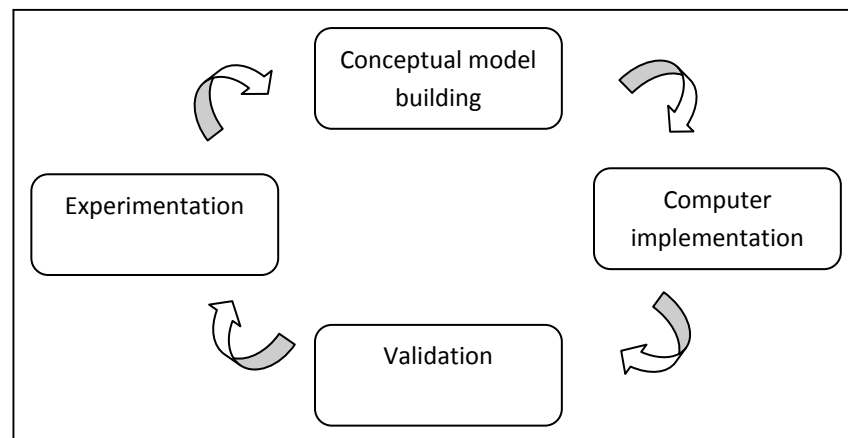 Conceptual model
building
Experimentation
Computer
implementation
Validation